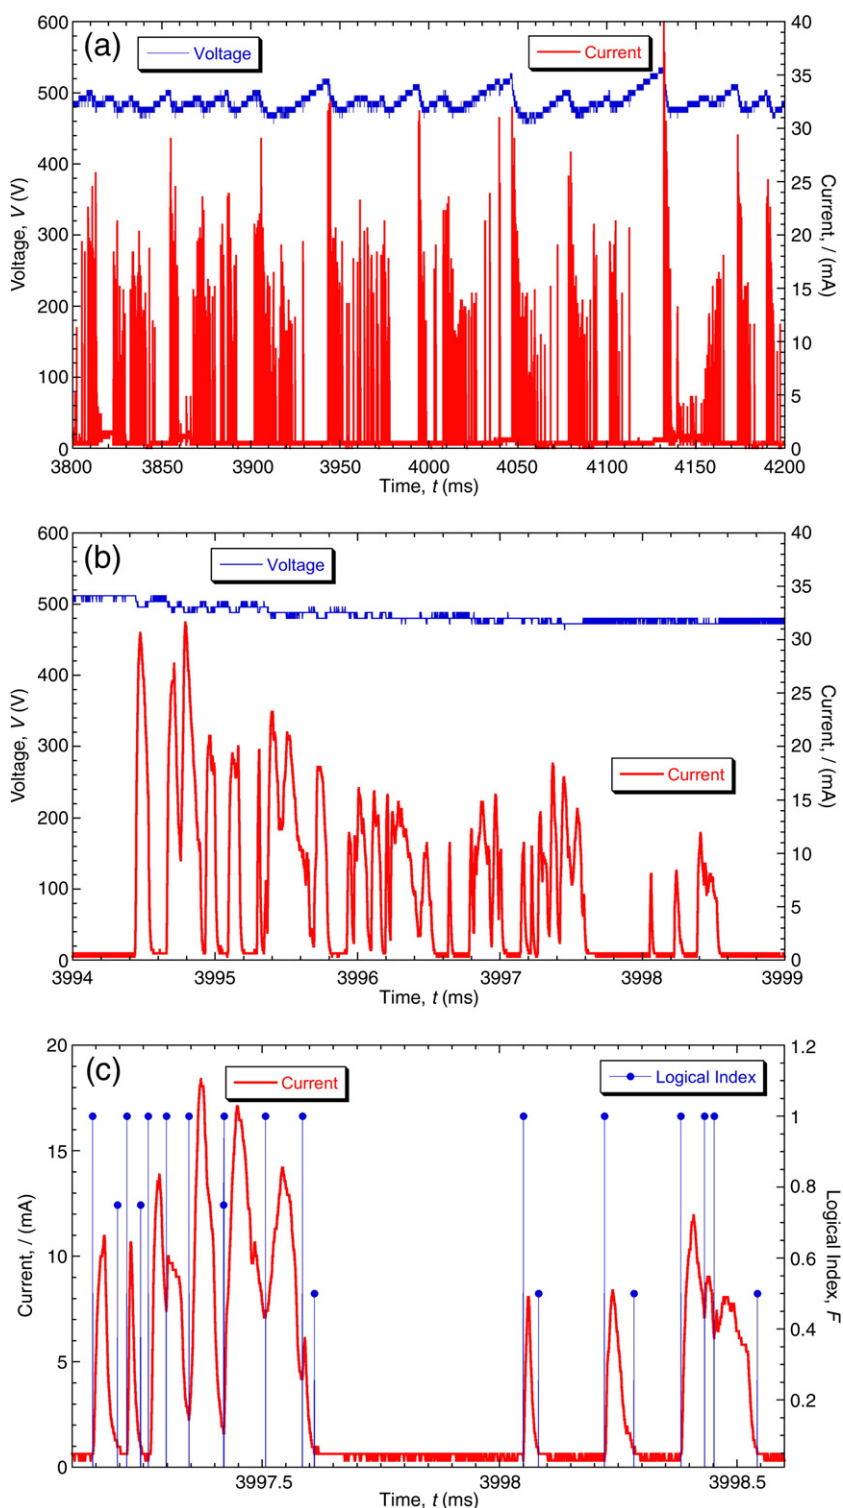 (a)
Voltage
Current
600
500
400
300
200
100
0
Voltage, V (V)
40
35
30
25
20
15
10
5
0
Current, I (mA)
3800 3850 3900 3950 4000 4050 4100 4150 4200
Time, t (ms)
(b)
Voltage
Current
600
500
400
300
200
100
0
Voltage, V (V)
40
35
30
25
20
15
10
5
0
Current, I (mA)
3994 3995 3996 3997 3998 3999
Time, t (ms)
(c)
Current
Logical Index
20
15
10
5
0
Current, I (mA)
1.2
1
0.8
0.6
0.4
0.2
Logical Index, F
3997.5 3998 3998.5
Time, t (ms)